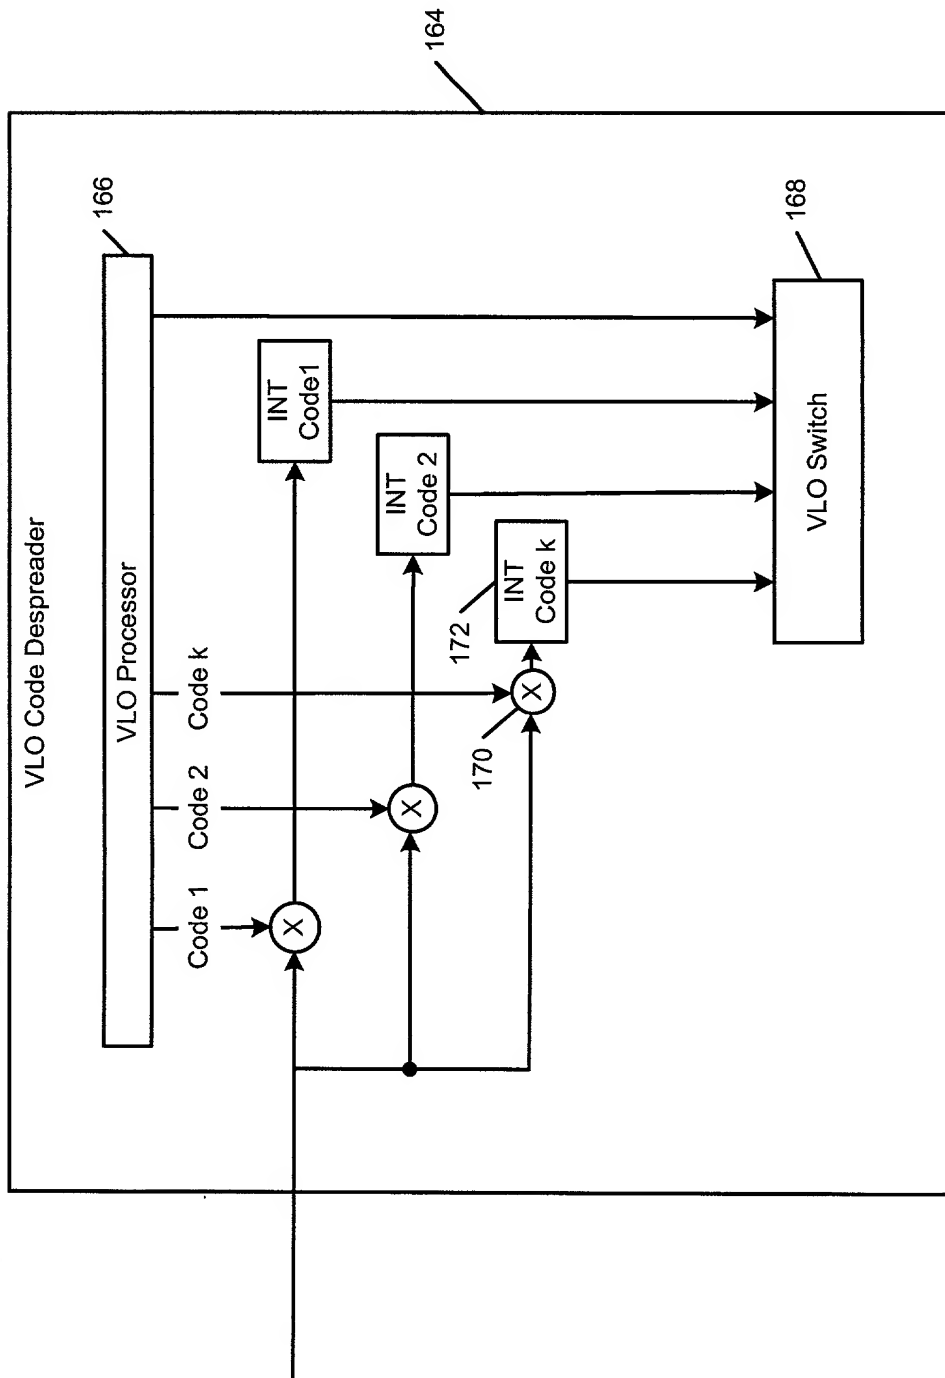 VLO Code Despreader
164
VLO Processor
166
Code 1
Code 2
Code k
X
INT
Code1
X
INT
Code 2
X
170
INT
Code k
172
VLO Switch
168